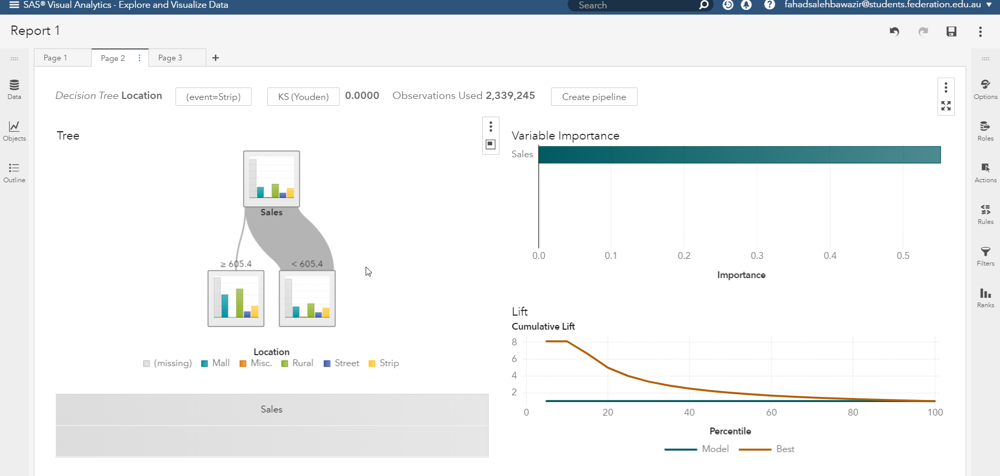 SAS® Visual Analytics - Explore and Visualize Data
Search
fahadsalehbawazir@students.federation.edu.au
Report 1
Page 1
Page 2
Page 3
Data
Objects
Outline
Options
Roles
Actions
Rules
Filters
Ranks
Decision Tree Location
(event=Strip)
KS (Youden)
0.0000
Observations Used 2,339,245
Create pipeline
Tree
Sales
≥ 605.4
< 605.4
Location
(missing) Mall Misc. Rural Street Strip
Sales
Variable Importance
Sales
0.0 0.1 0.2 0.3 0.4 0.5
Importance
Lift
Cumulative Lift
8
6
4
2
0 20 40 60 80 100
Percentile
Model Best